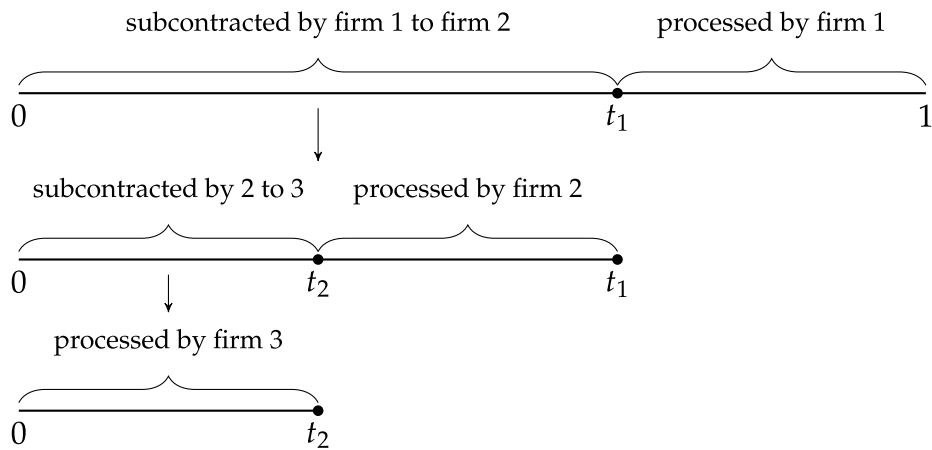 subcontracted by firm 1 to firm 2 processed by firm 1
0 t₁ 1
subcontracted by 2 to 3 processed by firm 2
0 t₂ t₁
processed by firm 3
0 t₂